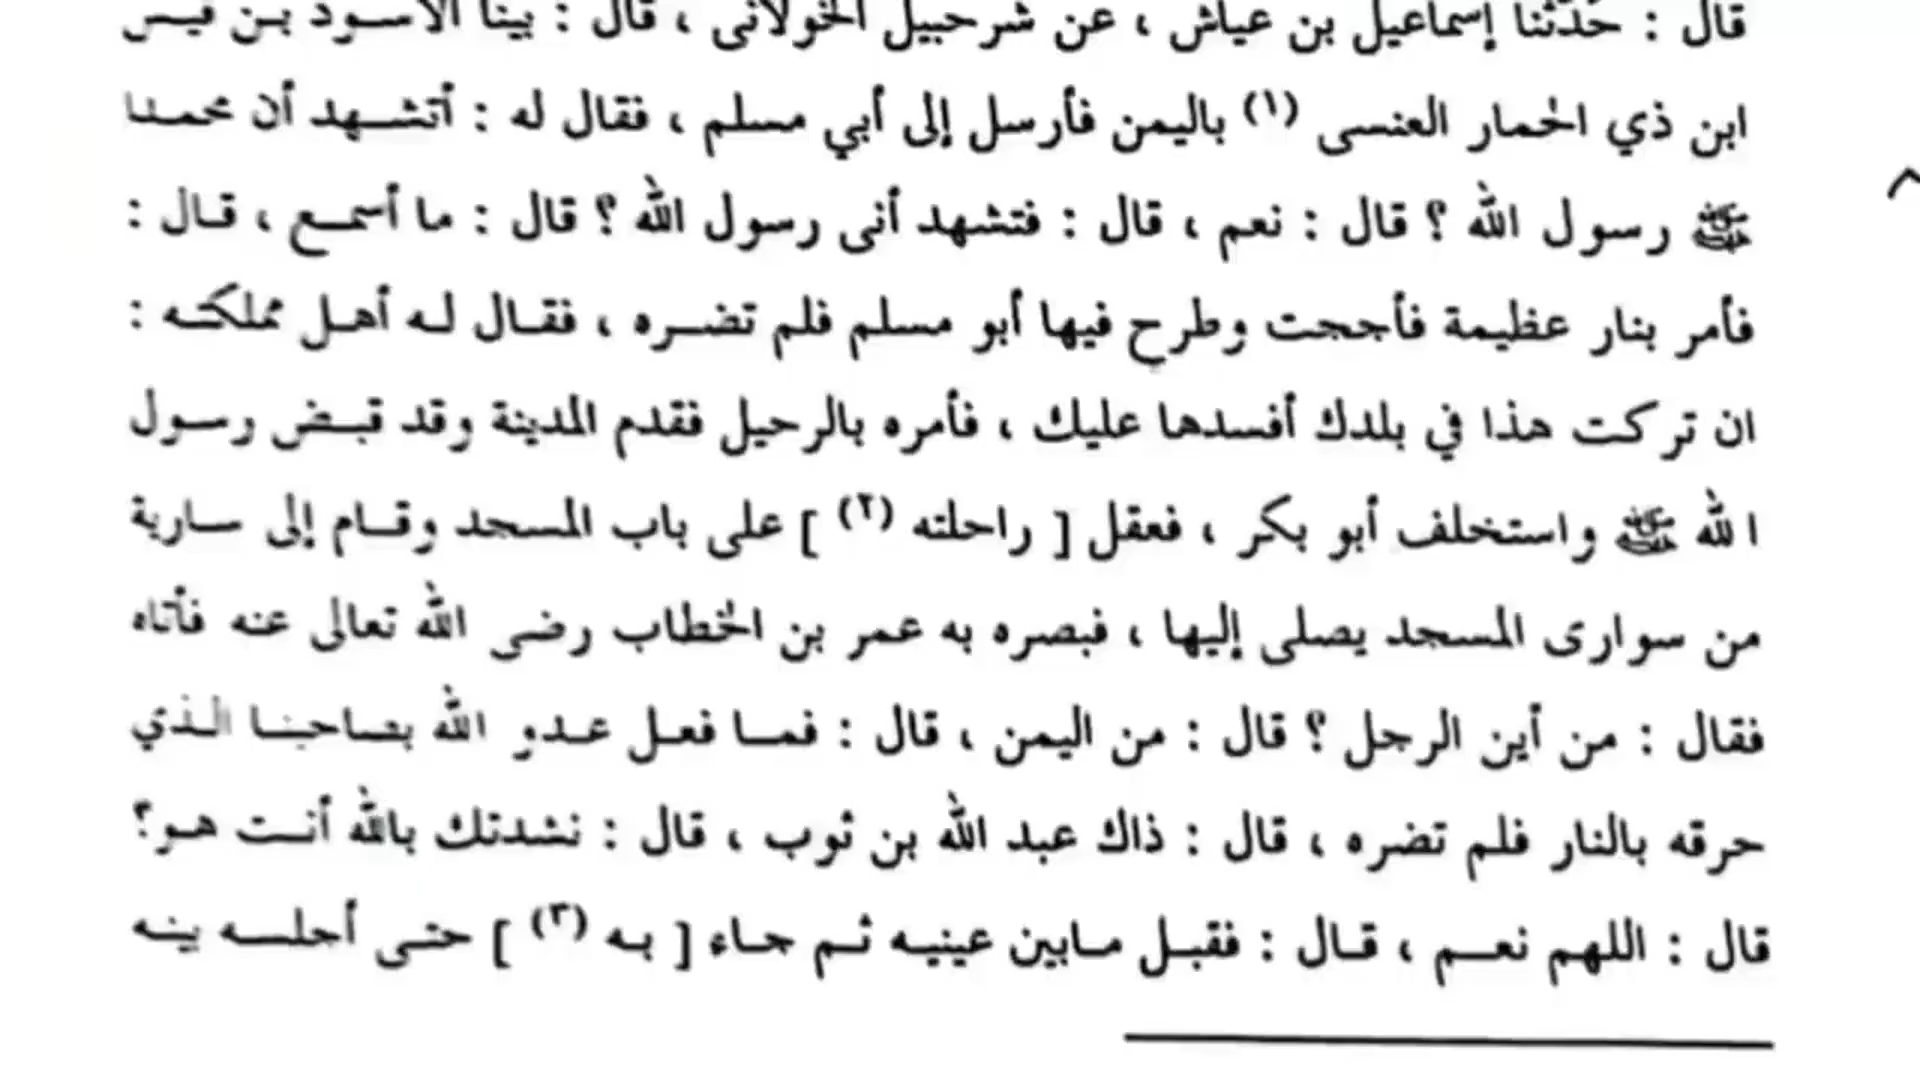 قال : حَدّثنا إسماعيل بن عياش ، عن شرحبيل الخولانى ، قال : بينا الأسود بن قيس
ابن ذي الخمار العنسى (١) باليمن فأرسل إلى أبي مسلم ، فقال له : أتشهد أن محمدا
ﷺ رسول الله ؟ قال : نعم ، قال : فتشهد أنى رسول الله ؟ قال : ما أسمع ، قال :
فأمر بنار عظيمة فأججت وطرح فيها أبو مسلم فلم تضره ، فقال له أهل مملكته :
ان تركت هذا في بلدك أفسدها عليك ، فأمره بالرحيل فقدم المدينة وقد قبض رسول
الله ﷺ واستخلف أبو بكر ، فعقل [ راحلته (٢) ] على باب المسجد وقام إلى سارية
من سوارى المسجد يصلى إليها ، فبصره به عمر بن الخطاب رضى الله تعالى عنه فأتاه
فقال : من أين الرجل ؟ قال : من اليمن ، قال : فما فعل عدو الله بصاحبنا الذي
حرقه بالنار فلم تضره ، قال : ذاك عبد الله بن ثوب ، قال : نشدتك بالله أنت هو؟
قال : اللهم نعم ، قال : فقبل مابين عينيه ثم جاء [ به (٣) ] حتى أجلسه بينه